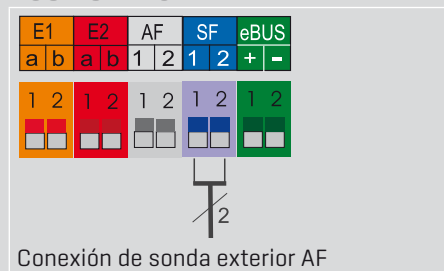 E1 E2 AF SF eBUS
a b a b 1 2 1 2 + -
1 2 1 2 1 2 1 2 1 2
2
Conexión de sonda exterior AF